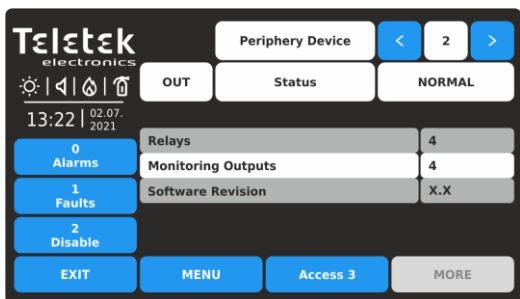 Teletek
electronics
Periphery Device
<
2
>
OUT
Status
NORMAL
13:22
02.07.
2021
0
Alarms
1
Faults
2
Disable
Relays 4
Monitoring Outputs 4
Software Revision X.X
EXIT
MENU
Access 3
MORE